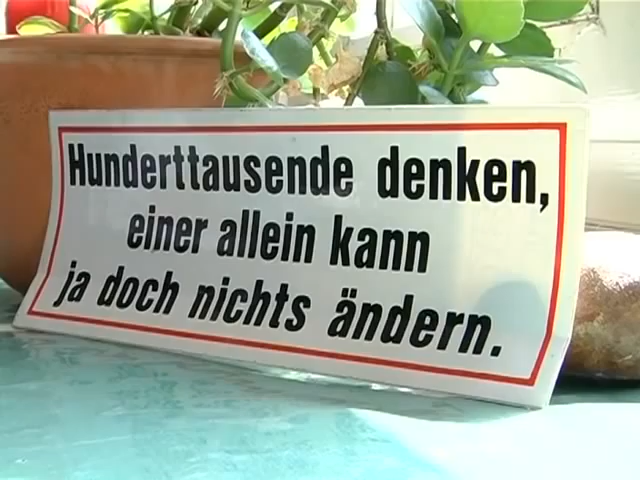 Hunderttausende denken,
einer allein kann
ja doch nichts ändern.